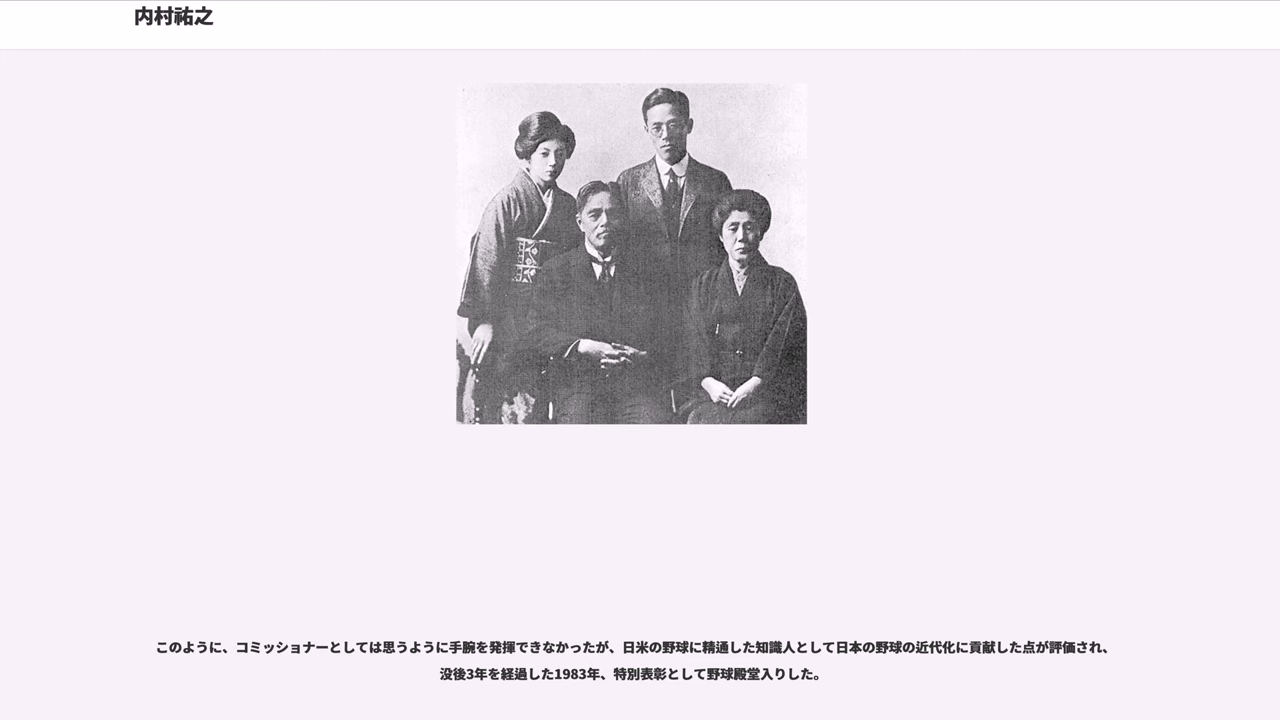 内村祐之
このように、コミッショナーとしては思うように手腕を発揮できなかったが、日米の野球に精通した知識人として日本の野球の近代化に貢献した点が評価され、
没後3年を経過した1983年、特別表彰として野球殿堂入りした。